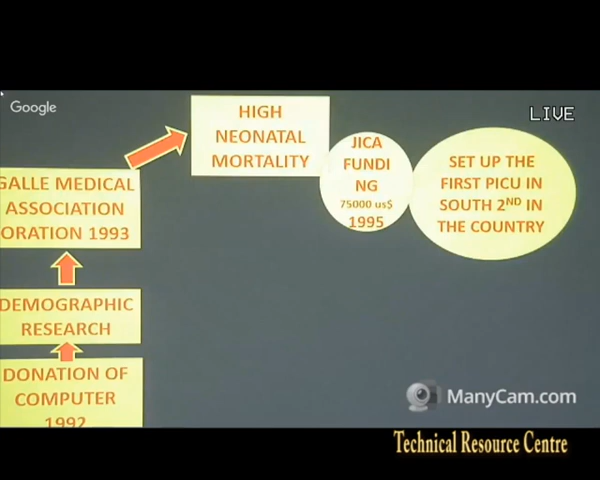 Google
LIVE
HIGH
NEONATAL
MORTALITY
JICA
FUNDI
NG
75000 us$
1995
SET UP THE
FIRST PICU IN
SOUTH 2ND IN
THE COUNTRY
GALLE MEDICAL
ASSOCIATION
ORATION 1993
DEMOGRAPHIC
RESEARCH
DONATION OF
COMPUTER
1992
ManyCam.com
Technical Resource Centre